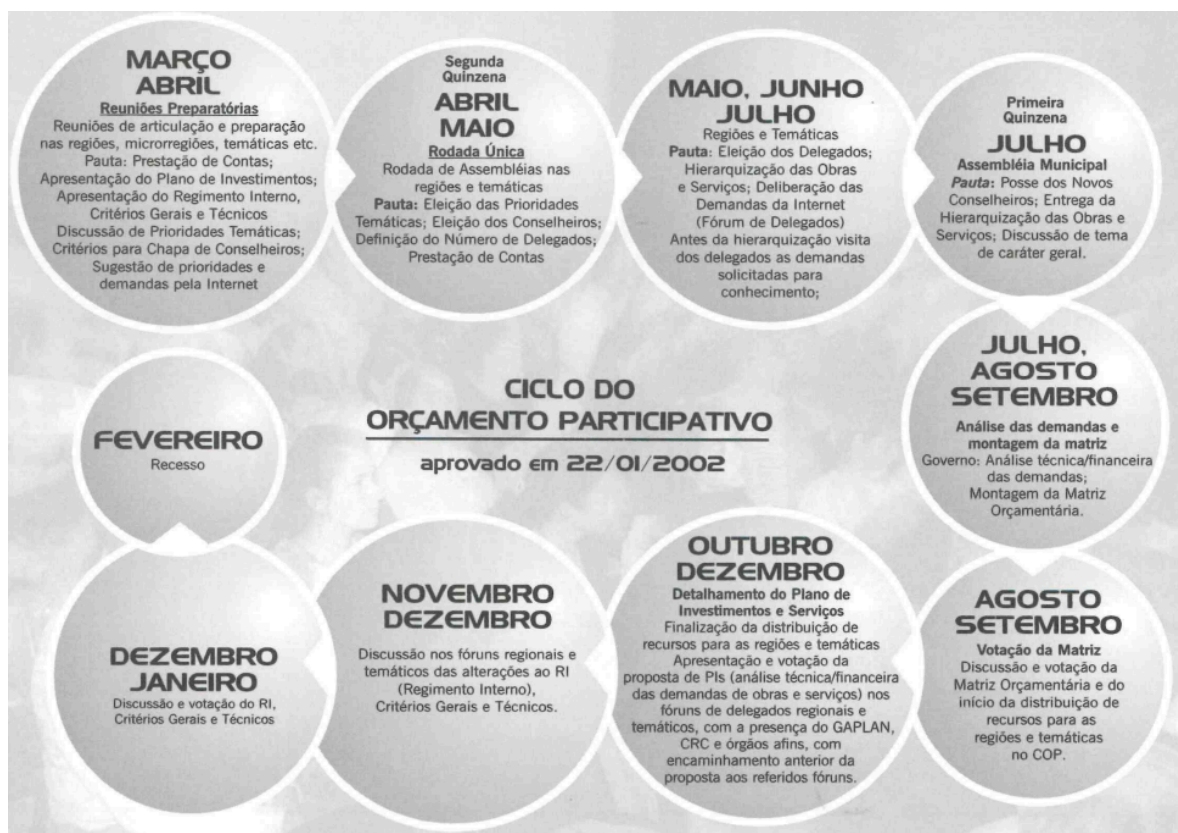 MARÇO
ABRIL
Reuniões Preparatórias
Reuniões de articulação e preparação
nas regiões, microrregiões, temáticas etc.
Pauta: Prestação de Contas;
Apresentação do Plano de Investimentos;
Apresentação do Regimento Interno,
Critérios Gerais e Técnicos
Discussão de Prioridades Temáticas;
Critérios para Chapa de Conselheiros;
Sugestão de prioridades e
demandas pela Internet
Segunda
Quinzena
ABRIL
MAIO
Rodada Única
Rodada de Assembléias nas
regiões e temáticas
Pauta: Eleição das Prioridades
Temáticas; Eleição dos Conselheiros;
Definição do Número de Delegados;
Prestação de Contas
MAIO, JUNHO
JULHO
Regiões e Temáticas
Pauta: Eleição dos Delegados;
Hierarquização das Obras
e Serviços; Deliberação das
Demandas da Internet
(Fórum de Delegados)
Antes da hierarquização visita
dos delegados as demandas
solicitadas para
conhecimento;
Primeira
Quinzena
JULHO
Assembléia Municipal
Pauta: Posse dos Novos
Conselheiros; Entrega da
Hierarquização das Obras e
Serviços; Discussão de tema
de caráter geral.
JULHO,
AGOSTO
SETEMBRO
Análise das demandas e
montagem da matriz
Governo: Análise técnica/financeira
das demandas;
Montagem da Matriz
Orçamentária.
AGOSTO
SETEMBRO
Votação da Matriz
Discussão e votação da
Matriz Orçamentária e do
início da distribuição de
recursos para as
regiões e temáticas
no COP.
OUTUBRO
DEZEMBRO
Detalhamento do Plano de
Investimentos e Serviços
Finalização da distribuição de
recursos para as regiões e temáticas
Apresentação e votação da
proposta de PIs (análise técnica/financeira
das demandas de obras e serviços) nos
fóruns de delegados regionais e
temáticos, com a presença do GAPLAN,
CRC e órgãos afins, com
encaminhamento anterior da
proposta aos referidos fóruns.
NOVEMBRO
DEZEMBRO
Discussão nos fóruns regionais e
temáticos das alterações ao RI
(Regimento Interno),
Critérios Gerais e Técnicos.
DEZEMBRO
JANEIRO
Discussão e votação do RI,
Critérios Gerais e Técnicos
FEVEREIRO
Recesso
CICLO DO
ORÇAMENTO PARTICIPATIVO
aprovado em 22/01/2002